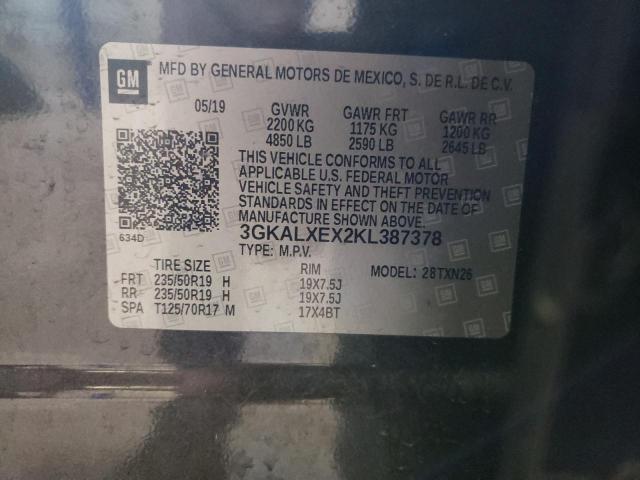 GM
MFD BY GENERAL MOTORS DE MEXICO, S. DE R.L. DE C.V.
05/19 GVWR GAWR FRT GAWR RR
2200 KG 1175 KG 1200 KG
4850 LB 2590 LB 2645 LB
THIS VEHICLE CONFORMS TO ALL
APPLICABLE U.S. FEDERAL MOTOR
VEHICLE SAFETY AND THEFT PREVENTION
STANDARDS IN EFFECT ON THE DATE OF
MANUFACTURE SHOWN ABOVE.
634D
3GKALXEX2KL387378
TYPE: M.P.V.
MODEL: 28TXN26
TIRE SIZE RIM
FRT 235/50R19 H 19X7.5J
RR 235/50R19 H 19X7.5J
SPA T125/70R17 M 17X4BT